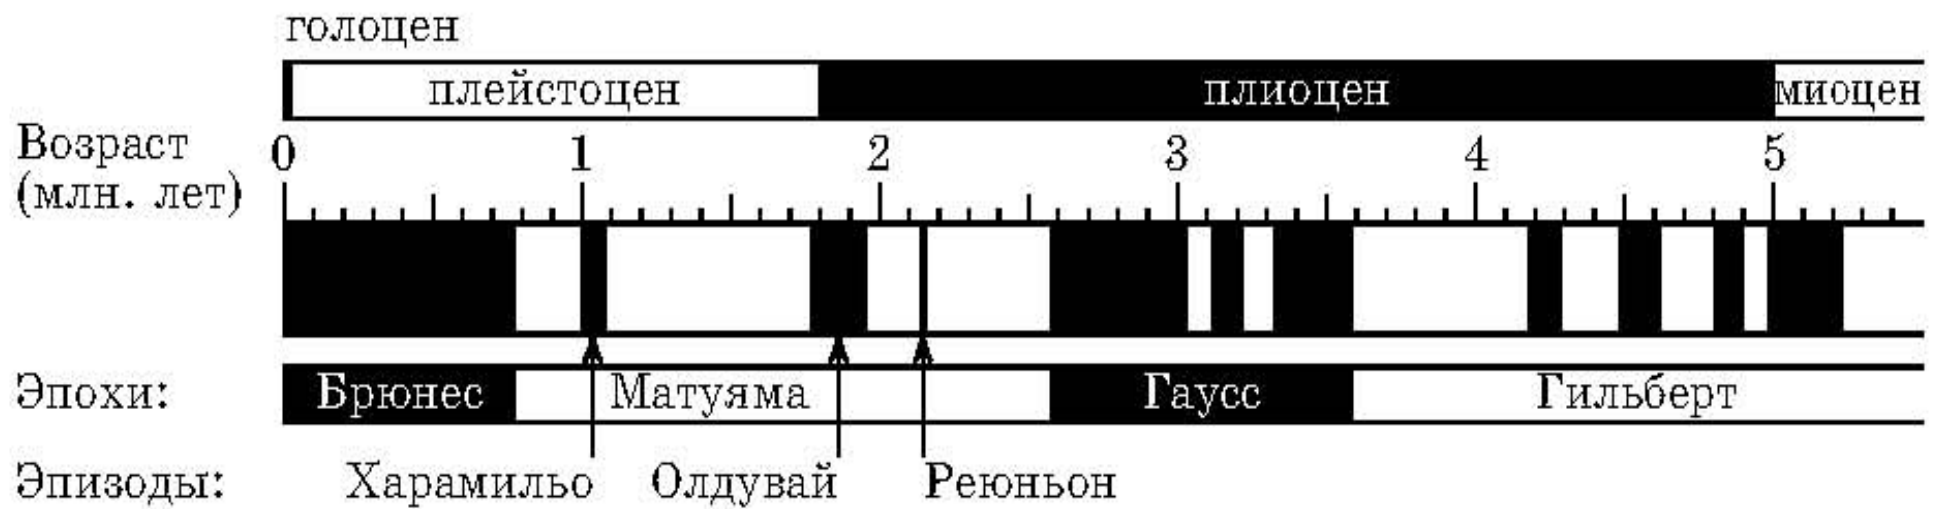 голоцен
плейстоцен плиоцен миоцен
Возраст
(млн. лет)
0 1 2 3 4 5
Эпохи: Брюнес Матуяма Гаусс Гильберт
Эпизоды: Харамильо Олдувай Реюньон